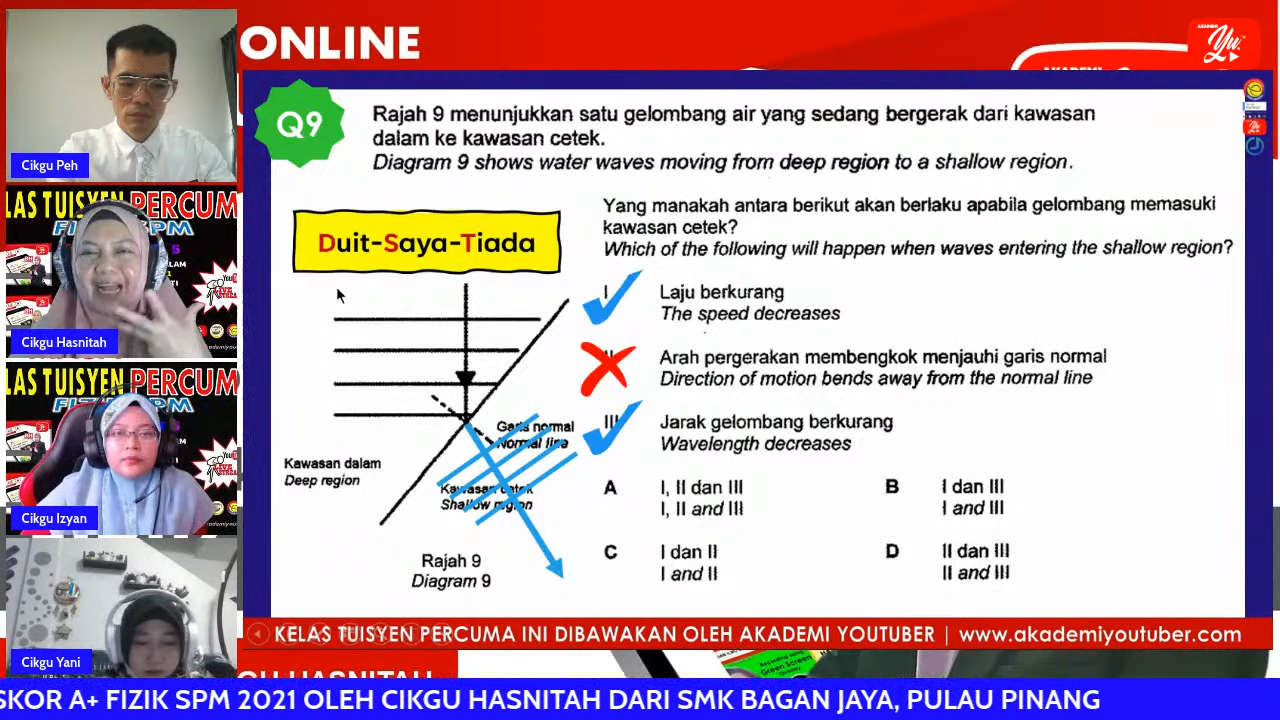 ONLINE
Cikgu Peh
LAS TUISYEN PERCUM
Cikgu Hasnitah
LAS TUISYEN PERCUM
Cikgu Izyan
Cikgu Yani
Q9
Rajah 9 menunjukkan satu gelombang air yang sedang bergerak dari kawasan
dalam ke kawasan cetek.
Diagram 9 shows water waves moving from deep region to a shallow region.
Duit-Saya-Tiada
Garis normal
Normal line
Kawasan dalam
Deep region
Kawasan cetek
Shallow region
Rajah 9
Diagram 9
Yang manakah antara berikut akan berlaku apabila gelombang memasuki
kawasan cetek?
Which of the following will happen when waves entering the shallow region?
I Laju berkurang
The speed decreases
II Arah pergerakan membengkok menjauhi garis normal
Direction of motion bends away from the normal line
III Jarak gelombang berkurang
Wavelength decreases
A I, II dan III B I dan III
I, II and III I and III
C I dan II D II dan III
I and II II and III
KELAS TUISYEN PERCUMA INI DIBAWAKAN OLEH AKADEMI YOUTUBER | www.akademiyoutuber.com
SKOR A+ FIZIK SPM 2021 OLEH CIKGU HASNITAH DARI SMK BAGAN JAYA, PULAU PINANG